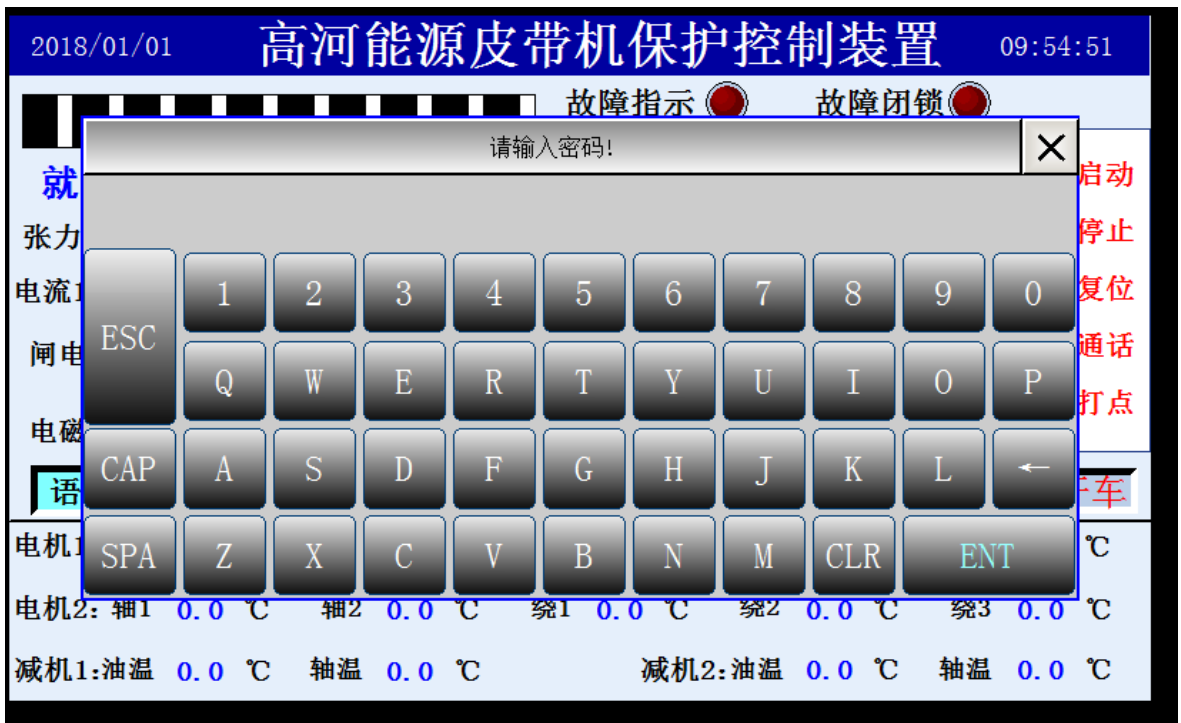 2018/01/01 高河能源皮带机保护控制装置 09:54:51
故障指示 故障闭锁
请输入密码!
就 启动
张力 停止
电流1 复位
闸电 通话
打点
电磁
语 车
ESC 1 2 3 4 5 6 7 8 9 0
Q W E R T Y U I O P
CAP A S D F G H J K L ←
SPA Z X C V B N M CLR ENT
电机1 ℃
电机2: 轴1 0.0 ℃ 轴2 0.0 ℃ 绕1 0.0 ℃ 绕2 0.0 ℃ 绕3 0.0 ℃
减机1:油温 0.0 ℃ 轴温 0.0 ℃ 减机2:油温 0.0 ℃ 轴温 0.0 ℃